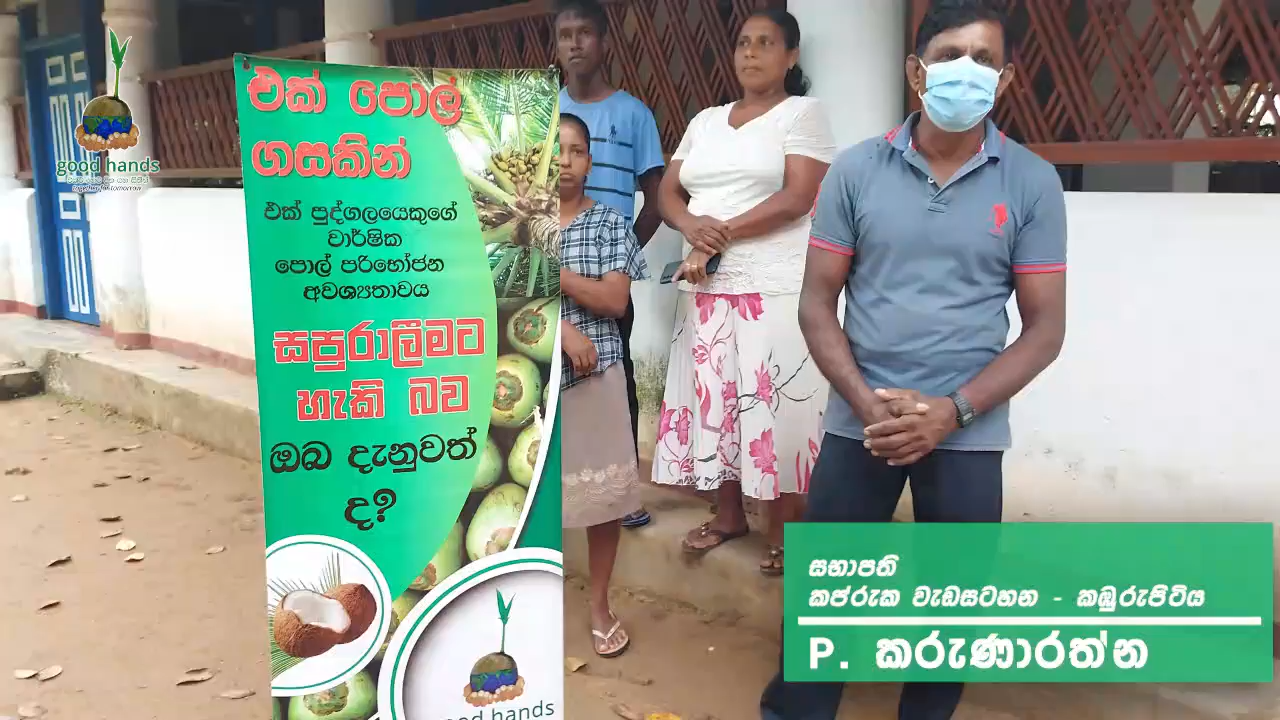 good hands
එක් පොල්
ගසකින්
එක් පුද්ගලයෙකුගේ
වාර්ෂික
පොල් පරිභෝජන
අවශ්‍යතාවය
සපුරාලීමට
හැකි බව
ඔබ දැනුවත්
ද?
good hands
සභාපති
කප්රුක වැඩසටහන - කඹුරුපිටිය
P. කරුණාරත්න